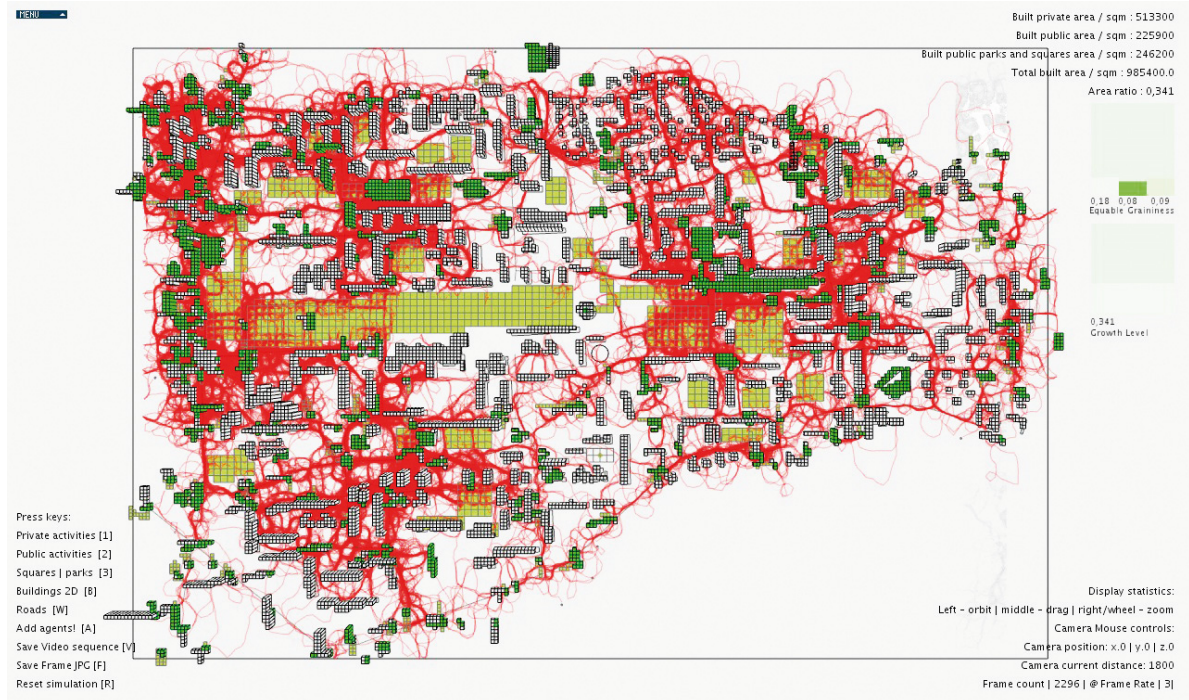 MENU
Built private area / sqm : 513300
Built public area / sqm : 225900
Built public parks and squares area / sqm : 246200
Total built area / sqm : 985400.0
Area ratio : 0,341
0,18 0,08 0,09
Equable Graininess
0,341
Growth Level
Press keys:
Private activities [1]
Public activities [2]
Squares | parks [3]
Buildings 2D [B]
Roads [W]
Add agents! [A]
Save Video sequence [V]
Save Frame JPG [F]
Reset simulation [R]
Display statistics:
Left - orbit | middle - drag | right/wheel - zoom
Camera Mouse controls:
Camera position: x.0 | y.0 | z.0
Camera current distance: 1800
Frame count | 2296 | @ Frame Rate | 3|